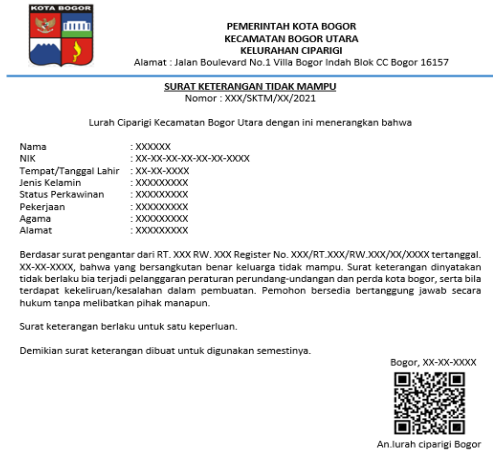 KOTA BOGOR
PEMERINTAH KOTA BOGOR
KECAMATAN BOGOR UTARA
KELURAHAN CIPARIGI
Alamat : Jalan Boulevard No.1 Villa Bogor Indah Blok CC Bogor 16157
SURAT KETERANGAN TIDAK MAMPU
Nomor : XXX/SKTM/XX/2021
Lurah Ciparigi Kecamatan Bogor Utara dengan ini menerangkan bahwa
Nama : XXXXXX
NIK : XX-XX-XX-XX-XX-XX-XXXX
Tempat/Tanggal Lahir : XX-XX-XXXX
Jenis Kelamin : XXXXXXXXX
Status Perkawinan : XXXXXXXXX
Pekerjaan : XXXXXXXXX
Agama : XXXXXXXXX
Alamat : XXXXXXXXX
Berdasar surat pengantar dari RT. XXX RW. XXX Register No. XXX/RT.XXX/RW.XXX/XX/XXXX tertanggal.
XX-XX-XXXX, bahwa yang bersangkutan benar keluarga tidak mampu. Surat keterangan dinyatakan
tidak berlaku bia terjadi pelanggaran peraturan perundang-undangan dan perda kota bogor, serta bila
terdapat kekeliruan/kesalahan dalam pembuatan. Pemohon bersedia bertanggung jawab secara
hukum tanpa melibatkan pihak manapun.
Surat keterangan berlaku untuk satu keperluan.
Demikian surat keterangan dibuat untuk digunakan semestinya.
Bogor, XX-XX-XXXX
An.lurah ciparigi Bogor